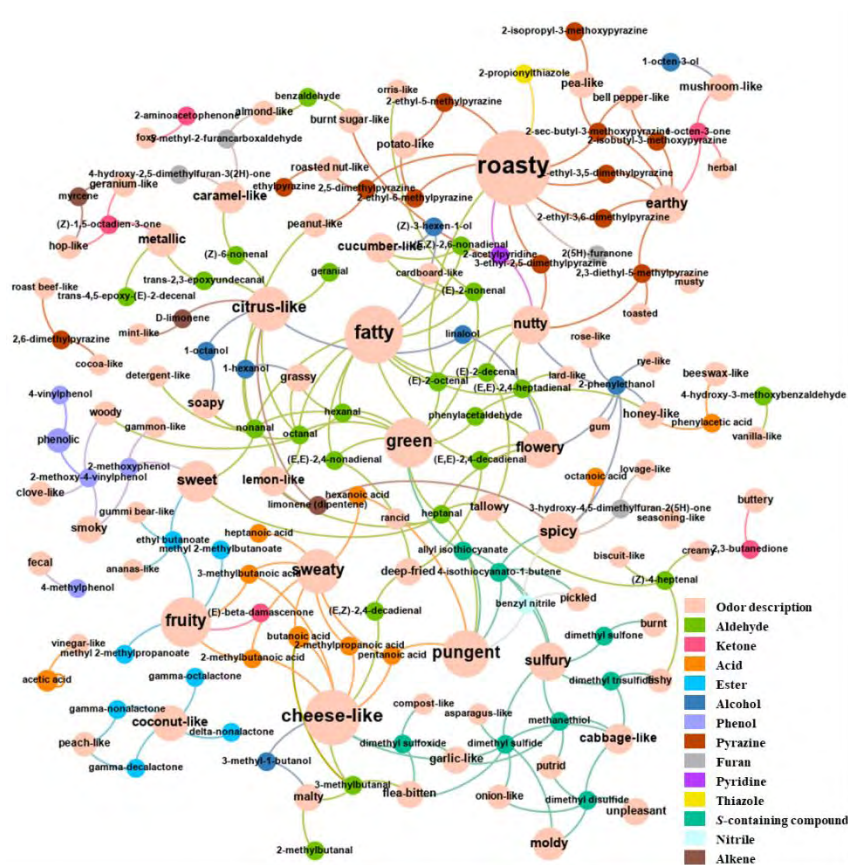 2-isopropyl-3-methoxypyrazine
1-octen-3-ol
2-propionylthiazole
pea-like
mushroom-like
benzaldehyde
orris-like
2-ethyl-5-methylpyrazine
bell pepper-like
2-aminoacetophenone
almond-like
burnt sugar-like
foxy
5-methyl-2-furancarboxaldehyde
potato-like
2-sec-butyl-3-methoxypyrazine
1-octen-3-one
2-isobutyl-3-methoxypyrazine
roasty
4-hydroxy-2,5-dimethylfuran-3(2H)-one
roasted nut-like
herbal
geranium-like
myrcene
caramel-like
ethylpyrazine
2,5-dimethylpyrazine
2-ethyl-5-methylpyrazine
2-ethyl-3,5-dimethylpyrazine
earthy
(Z)-1,5-octadien-3-one
peanut-like
(Z)-3-hexen-1-ol
2-ethyl-3,6-dimethylpyrazine
hop-like
metallic
cucumber-like
(E,Z)-2,6-nonadienal
2-acetylpyridine
2(5H)-furanone
(Z)-6-nonenal
geranial
cardboard-like
3-ethyl-2,5-dimethylpyrazine
2,3-diethyl-5-methylpyrazine
trans-2,3-epoxyundecanal
musty
roast beef-like
trans-4,5-epoxy-(E)-2-decenal
(E)-2-nonenal
D-limonene
citrus-like
toasted
mint-like
fatty
linalool
nutty
rose-like
2,6-dimethylpyrazine
1-octanol
rye-like
cocoa-like
1-hexanol
grassy
(E)-2-octenal
(E)-2-decenal
lard-like
2-phenylethanol
beeswax-like
detergent-like
(E,E)-2,4-heptadienal
4-hydroxy-3-methoxybenzaldehyde
4-vinylphenol
soapy
hexanal
honey-like
woody
gammon-like
phenylacetaldehyde
phenylacetic acid
nonanal
octanal
gum
vanilla-like
phenolic
green
flowery
(E,E)-2,4-nonadienal
(E,E)-2,4-decadienal
2-methoxyphenol
2-methoxy-4-vinylphenol
sweet
lemon-like
octanoic acid
lovage-like
clove-like
hexanoic acid
limonene (dipentene)
buttery
gummi bear-like
rancid
heptanal
tallowy
3-hydroxy-4,5-dimethylfuran-2(5H)-one
smoky
spicy
seasoning-like
ethyl butanoate
heptanoic acid
methyl 2-methylbutanoate
allyl isothiocyanate
2,3-butanedione
fecal
ananas-like
3-methylbutanoic acid
sweaty
deep-fried
4-isothiocyanato-1-butene
biscuit-like
creamy
4-methylphenol
(Z)-4-heptenal
benzyl nitrile
pickled
fruity
(E)-beta-damascenone
(E,Z)-2,4-decadienal
vinegar-like
butanoic acid
burnt
methyl 2-methylpropanoate
2-methylpropanoic acid
pungent
dimethyl sulfone
2-methylbutanoic acid
pentanoic acid
sulfury
acetic acid
gamma-octalactone
dimethyl trisulfide
fishy
gamma-nonalactone
compost-like
cheese-like
asparagus-like
methanethiol
coconut-like
delta-nonalactone
dimethyl sulfoxide
dimethyl sulfide
cabbage-like
peach-like
garlic-like
3-methyl-1-butanol
putrid
gamma-decalactone
3-methylbutanal
flea-bitten
malty
onion-like
dimethyl disulfide
unpleasant
moldy
2-methylbutanal
Odor description
Aldehyde
Ketone
Acid
Ester
Alcohol
Phenol
Pyrazine
Furan
Pyridine
Thiazole
S-containing compound
Nitrile
Alkene